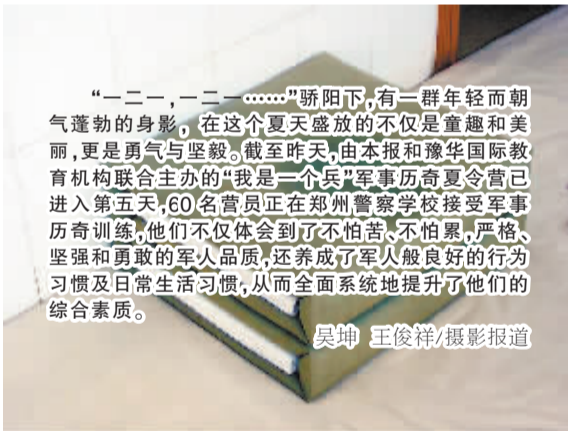 “一二一,一二一……”骄阳下,有一群年轻而朝
气蓬勃的身影，在这个夏天盛放的不仅是童趣和美
丽,更是勇气与坚毅。截至昨天,由本报和豫华国际教
育机构联合主办的“我是一个兵”军事历奇夏令营已
进入第五天,60名营员正在郑州警察学校接受军事
历奇训练,他们不仅体会到了不怕苦、不怕累,严格、
坚强和勇敢的军人品质,还养成了军人般良好的行为
习惯及日常生活习惯,从而全面系统地提升了他们的
综合素质。
吴坤 王俊祥/摄影报道